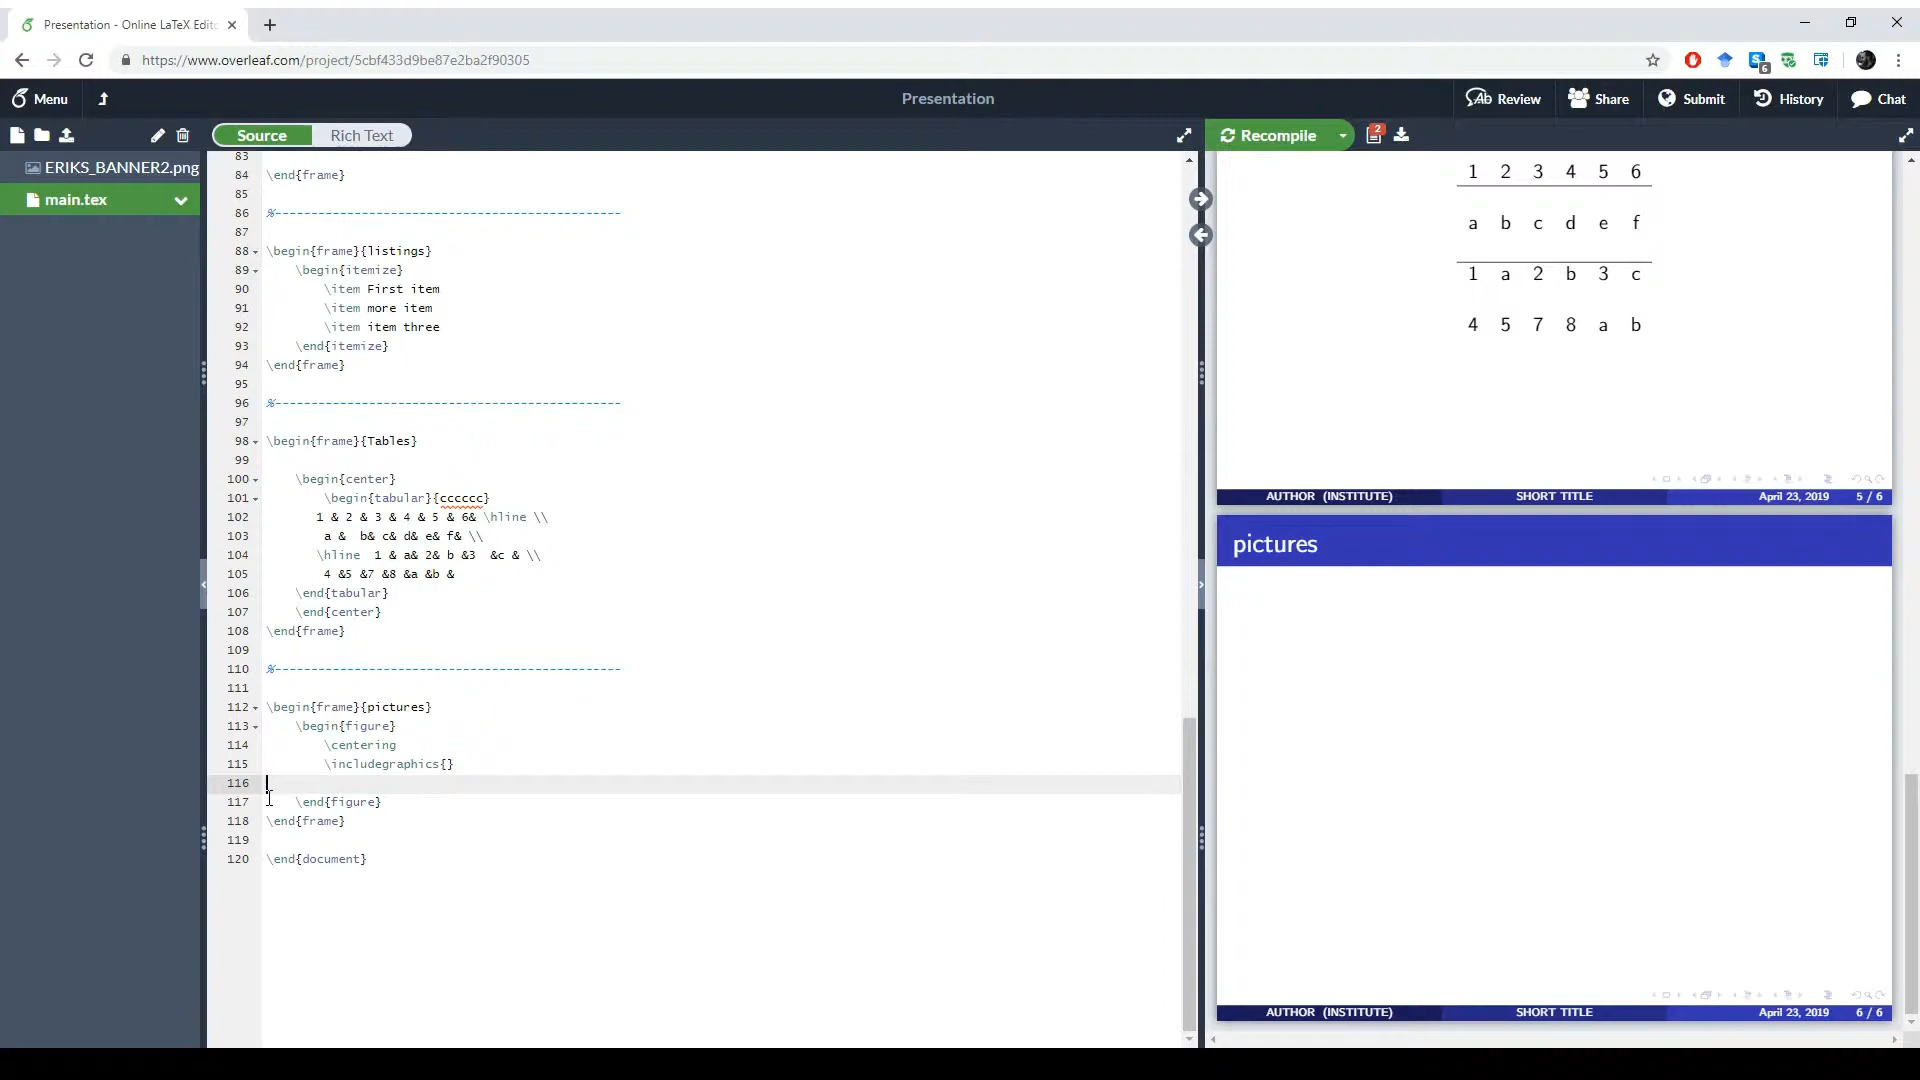 Presentation - Online LaTeX Edito
https://www.overleaf.com/project/5cbf433d9be87e2ba2f90305
6
Menu
Presentation
Review
Share
Submit
History
Chat
Source
Rich Text
Recompile
2
ERIKS_BANNER2.png
main.tex
83
84 \end{frame}
85
86 %------------------------------------------------
87
88 \begin{frame}{listings}
89 \begin{itemize}
90 \item First item
91 \item more item
92 \item item three
93 \end{itemize}
94 \end{frame}
95
96 %------------------------------------------------
97
98 \begin{frame}{Tables}
99
100 \begin{center}
101 \begin{tabular}{cccccc}
102 1 & 2 & 3 & 4 & 5 & 6& \hline \\
103 a & b& c& d& e& f& \\
104 \hline 1 & a& 2& b &3 &c & \\
105 4 &5 &7 &8 &a &b &
106 \end{tabular}
107 \end{center}
108 \end{frame}
109
110 %------------------------------------------------
111
112 \begin{frame}{pictures}
113 \begin{figure}
114 \centering
115 \includegraphics{}
116
117 \end{figure}
118 \end{frame}
119
120 \end{document}
1 2 3 4 5 6
a b c d e f
1 a 2 b 3 c
4 5 7 8 a b
AUTHOR (INSTITUTE) SHORT TITLE April 23, 2019 5 / 6
pictures
AUTHOR (INSTITUTE) SHORT TITLE April 23, 2019 6 / 6